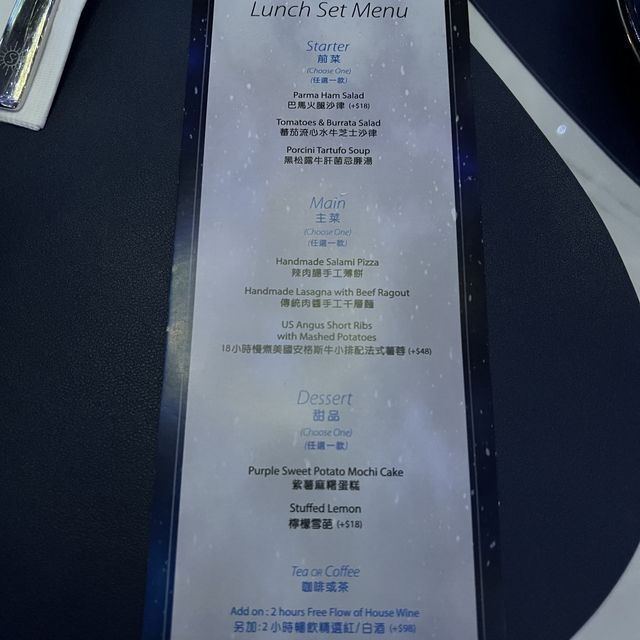 Lunch Set Menu
Starter
前菜
(Choose One)
(任選一款)
Parma Ham Salad
巴馬火腿沙律 (+$18)
Tomatoes & Burrata Salad
蕃茄流心水牛芝士沙律
Porcini Tartufo Soup
黑松露牛肝菌忌廉湯
Main
主菜
(Choose One)
(任選一款)
Handmade Salami Pizza
辣肉腸手工薄餅
Handmade Lasagna with Beef Ragout
傳統肉醬手工千層麵
US Angus Short Ribs
with Mashed Potatoes
18小時慢煮美國安格斯牛小排配法式薯蓉 (+$48)
Dessert
甜品
(Choose One)
(任選一款)
Purple Sweet Potato Mochi Cake
紫薯麻糬蛋糕
Stuffed Lemon
檸檬雪葩 (+$18)
Tea OR Coffee
咖啡或茶
Add on : 2 hours Free Flow of House Wine
另加:2小時暢飲精選紅/白酒 (+$98)